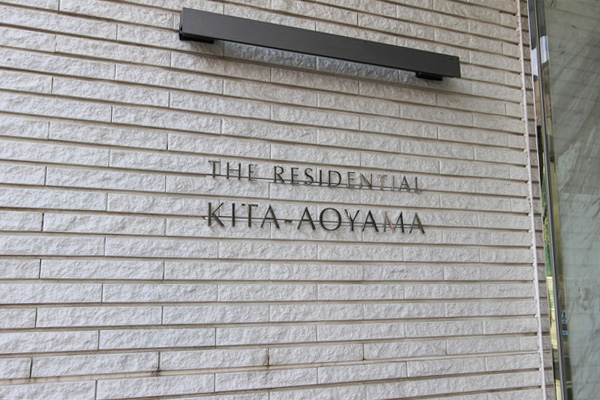 THE RESIDENTIAL
KITA-AOYAMA